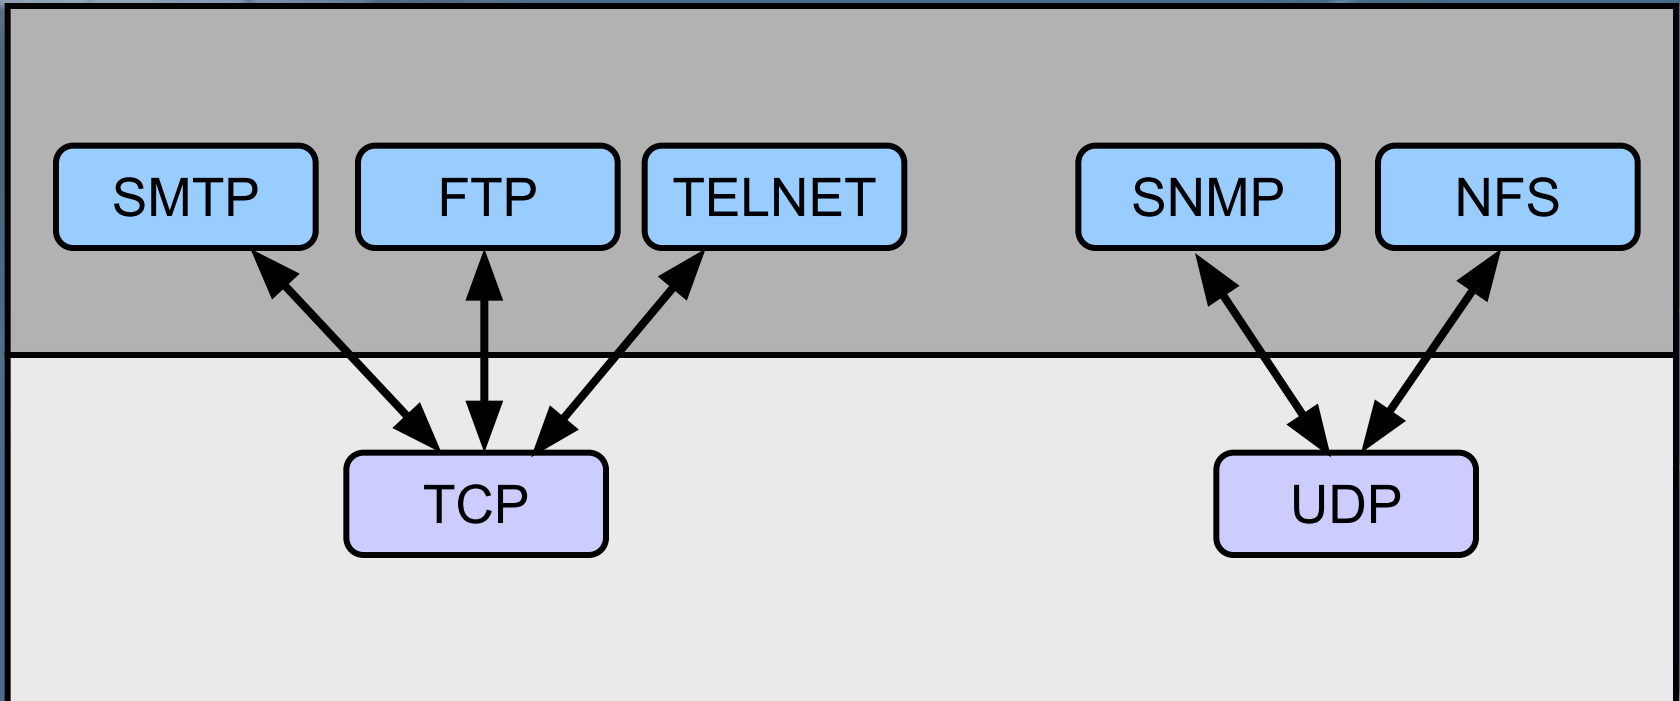 SMTP
FTP
TELNET
SNMP
NFS
TCP
UDP